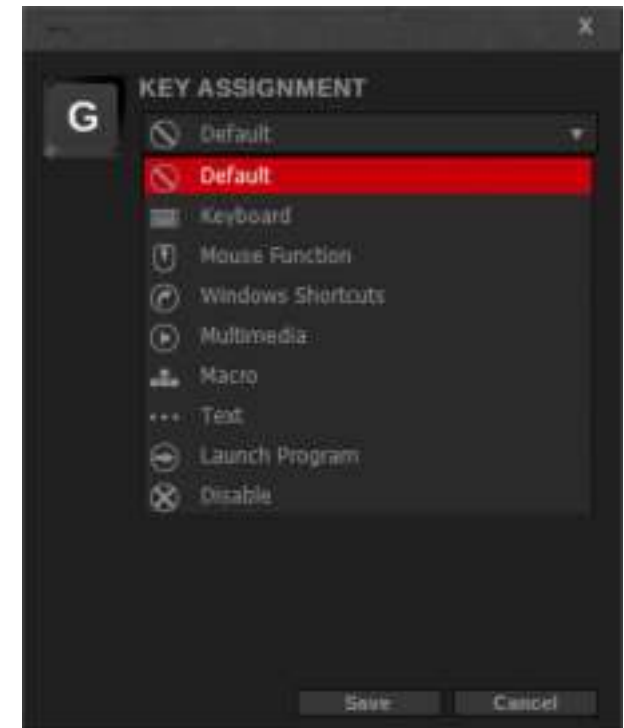 X
KEY ASSIGNMENT
G
Default
Default
Keyboard
Mouse Function
Windows Shortcuts
Multimedia
Macro
Text
Launch Program
Disable
Save
Cancel